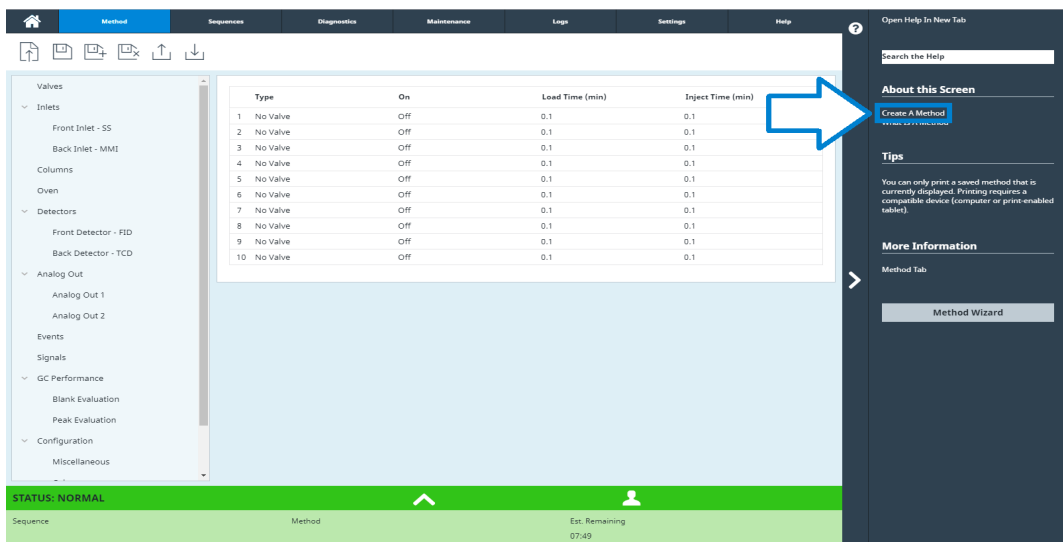 Method Sequences Diagnostics Maintenance Logs Settings Help
? Open Help In New Tab
Search the Help
Valves
Inlets
Front Inlet - SS
Back Inlet - MMI
Columns
Oven
Detectors
Front Detector - FID
Back Detector - TCD
Analog Out
Analog Out 1
Analog Out 2
Events
Signals
GC Performance
Blank Evaluation
Peak Evaluation
Configuration
Miscellaneous
Type On Load Time (min) Inject Time (min)
1 No Valve Off 0.1 0.1
2 No Valve Off 0.1 0.1
3 No Valve Off 0.1 0.1
4 No Valve Off 0.1 0.1
5 No Valve Off 0.1 0.1
6 No Valve Off 0.1 0.1
7 No Valve Off 0.1 0.1
8 No Valve Off 0.1 0.1
9 No Valve Off 0.1 0.1
10 No Valve Off 0.1 0.1
About this Screen
Create A Method
What Is A Method
Tips
You can only print a saved method that is
currently displayed. Printing requires a
compatible device (computer or print-enabled
tablet).
More Information
Method Tab
Method Wizard
STATUS: NORMAL
Sequence Method Est. Remaining
07:49